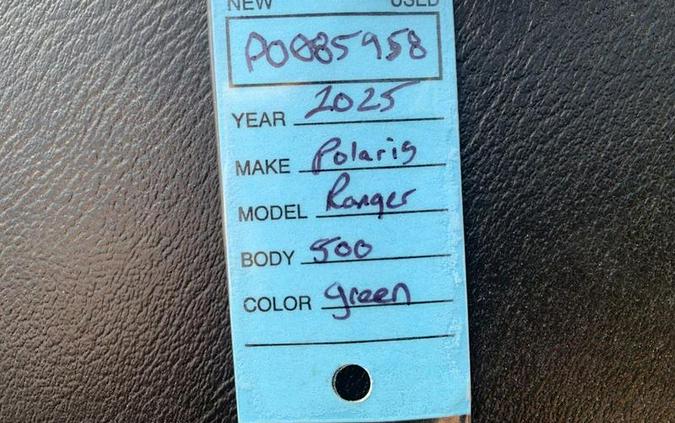 NEW USED
P0085958
YEAR 2025
MAKE Polaris
MODEL Ranger
BODY 500
COLOR green